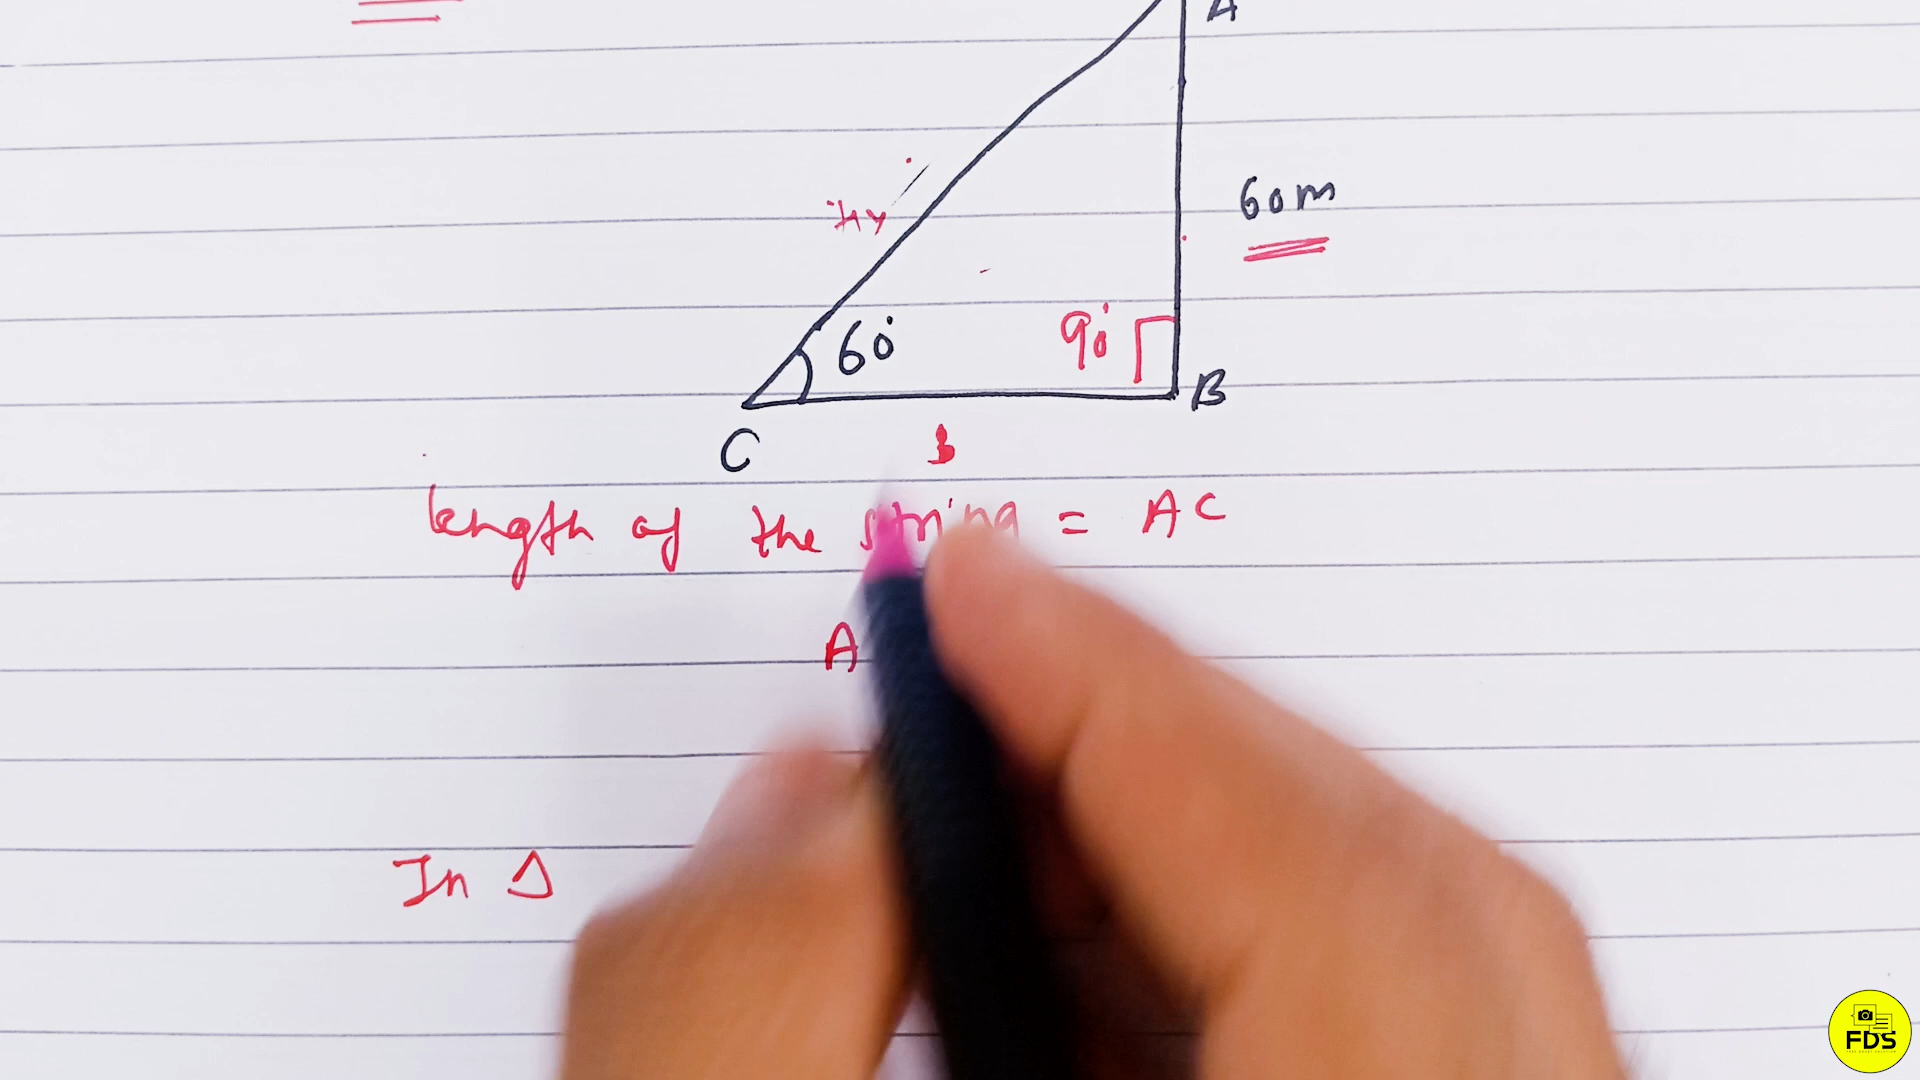 A
60m
Hy
60°
90°
B
C
B
length of the string = AC
A
In Δ
FDS